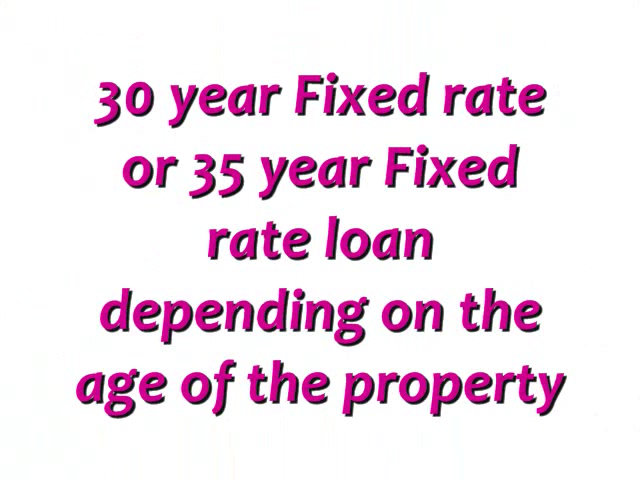 30 year Fixed rate
or 35 year Fixed
rate loan
depending on the
age of the property